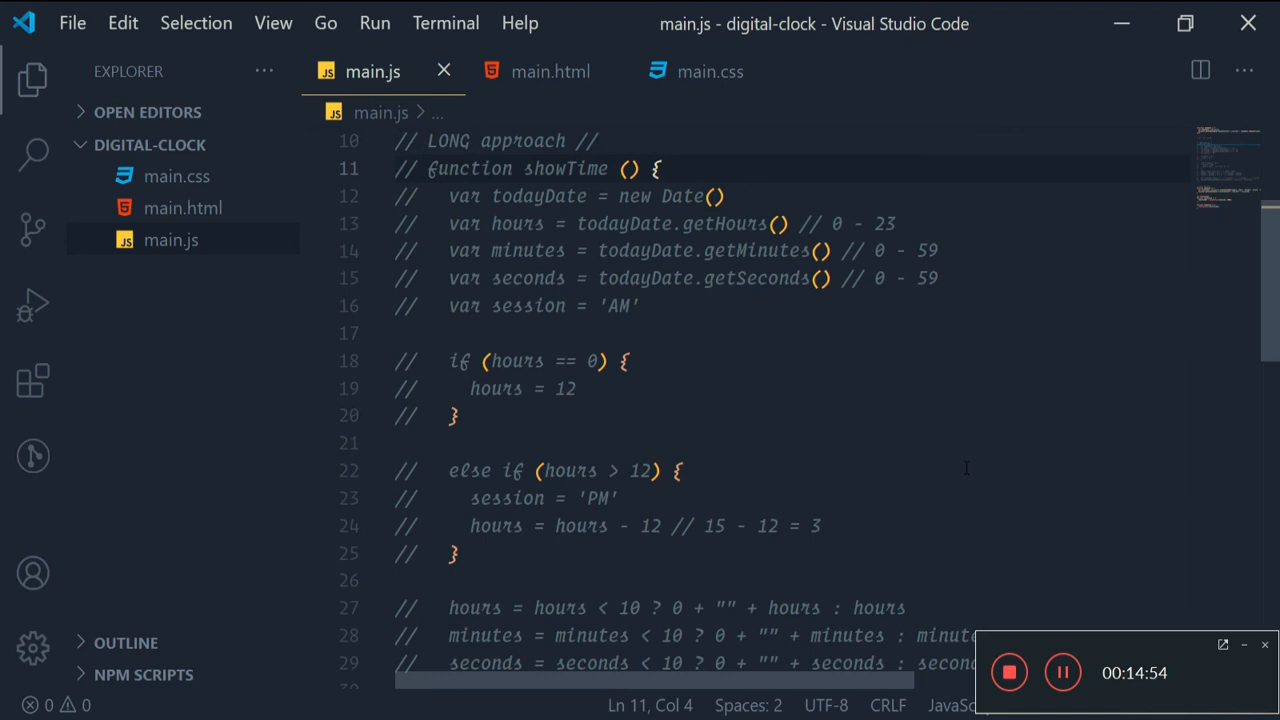 File Edit Selection View Go Run Terminal Help main.js - digital-clock - Visual Studio Code
EXPLORER
OPEN EDITORS
DIGITAL-CLOCK
main.css
main.html
main.js
OUTLINE
NPM SCRIPTS
main.js main.html main.css
main.js > ...
10 // LONG approach //
11 // function showTime () {
12 //   var todayDate = new Date()
13 //   var hours = todayDate.getHours() // 0 - 23
14 //   var minutes = todayDate.getMinutes() // 0 - 59
15 //   var seconds = todayDate.getSeconds() // 0 - 59
16 //   var session = 'AM'
17
18 //   if (hours == 0) {
19 //     hours = 12
20 //   }
21
22 //   else if (hours > 12) {
23 //     session = 'PM'
24 //     hours = hours - 12 // 15 - 12 = 3
25 //   }
26
27 //   hours = hours < 10 ? 0 + "" + hours : hours
28 //   minutes = minutes < 10 ? 0 + "" + minutes : minut
29 //   seconds = seconds < 10 ? 0 + "" + seconds : secon
00:14:54
0 0 Ln 11, Col 4 Spaces: 2 UTF-8 CRLF JavaSc